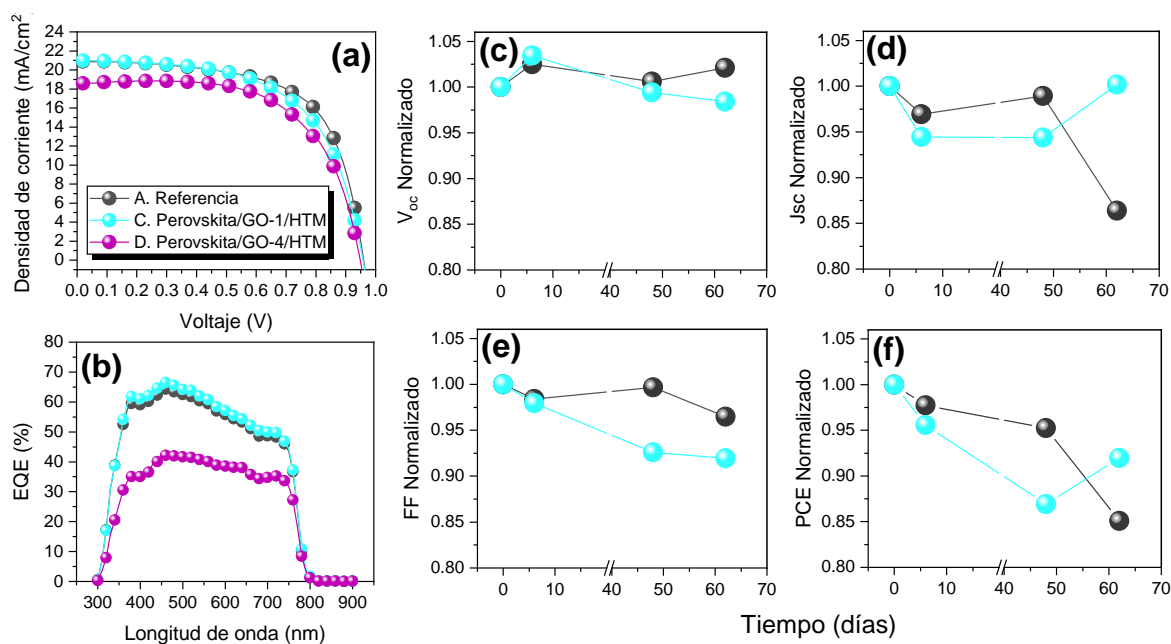 (a)
Densidad de corriente (mA/cm²)
24
22
20
18
16
14
12
10
8
6
4
2
0
A. Referencia
C. Perovskita/GO-1/HTM
D. Perovskita/GO-4/HTM
0.0 0.1 0.2 0.3 0.4 0.5 0.6 0.7 0.8 0.9 1.0
Voltaje (V)
(b)
EQE (%)
80
70
60
50
40
30
20
10
0
300 400 500 600 700 800 900
Longitud de onda (nm)
(c)
Voc Normalizado
1.05
1.00
0.95
0.90
0.85
0.80
0 10 20 30 40 50 60 70
(d)
Jsc Normalizado
1.05
1.00
0.95
0.90
0.85
0.80
0 10 40 50 60 70
(e)
FF Normalizado
1.05
1.00
0.95
0.90
0.85
0.80
0 10 20 30 40 50 60 70
(f)
PCE Normalizado
1.05
1.00
0.95
0.90
0.85
0.80
0 10 20 30 40 50 60 70
Tiempo (días)